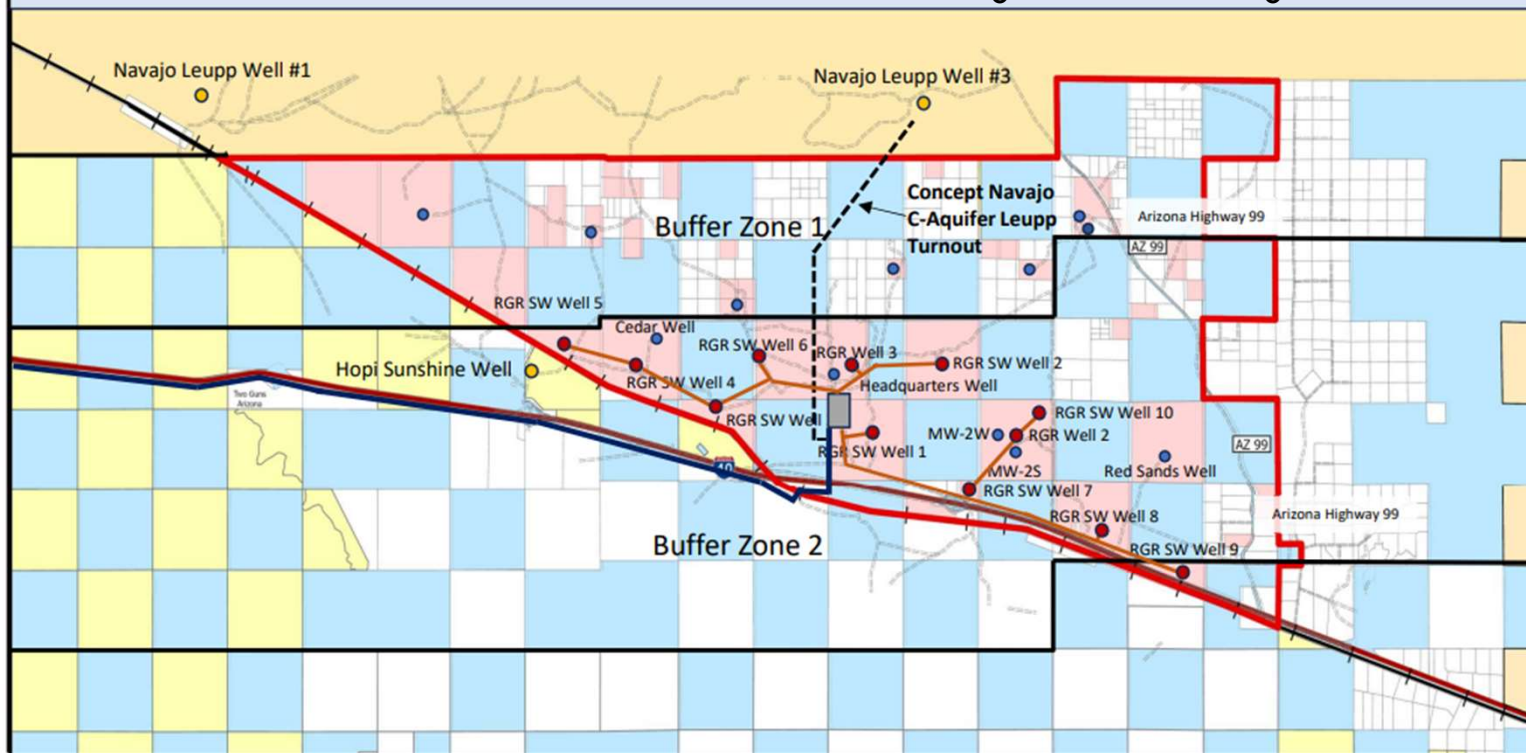 Navajo Leupp Well #1
Navajo Leupp Well #3
Concept Navajo
C-Aquifer Leupp
Turnout
Buffer Zone 1
Arizona Highway 99
AZ 99
RGR SW Well 5
Cedar Well
RGR SW Well 6
RGR Well 3
RGR SW Well 2
Hopi Sunshine Well
RGR SW Well 4
Headquarters Well
Two Guns
Arizona
RGR SW Well
RGR SW Well 10
MW-2W
RGR Well 2
RGR SW Well 1
MW-2S
Red Sands Well
AZ 99
40
RGR SW Well 7
RGR SW Well 8
Arizona Highway 99
Buffer Zone 2
RGR SW Well 9